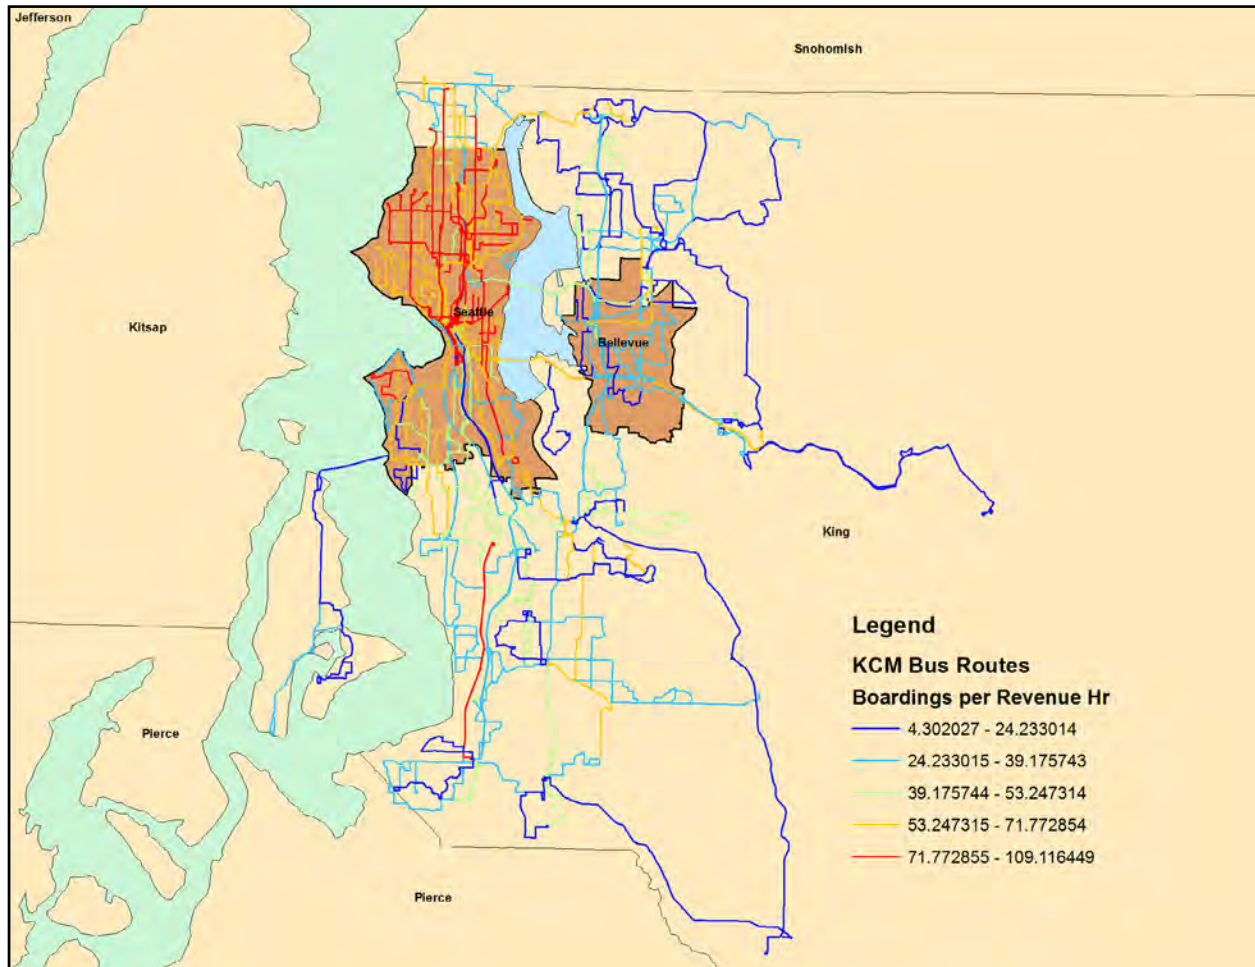 Jefferson
Snohomish
Seattle
Kitsap
Bellevue
King
Legend
KCM Bus Routes
Boardings per Revenue Hr
4.302027 - 24.233014
24.233015 - 39.175743
39.175744 - 53.247314
53.247315 - 71.772854
71.772855 - 109.116449
Pierce
Pierce